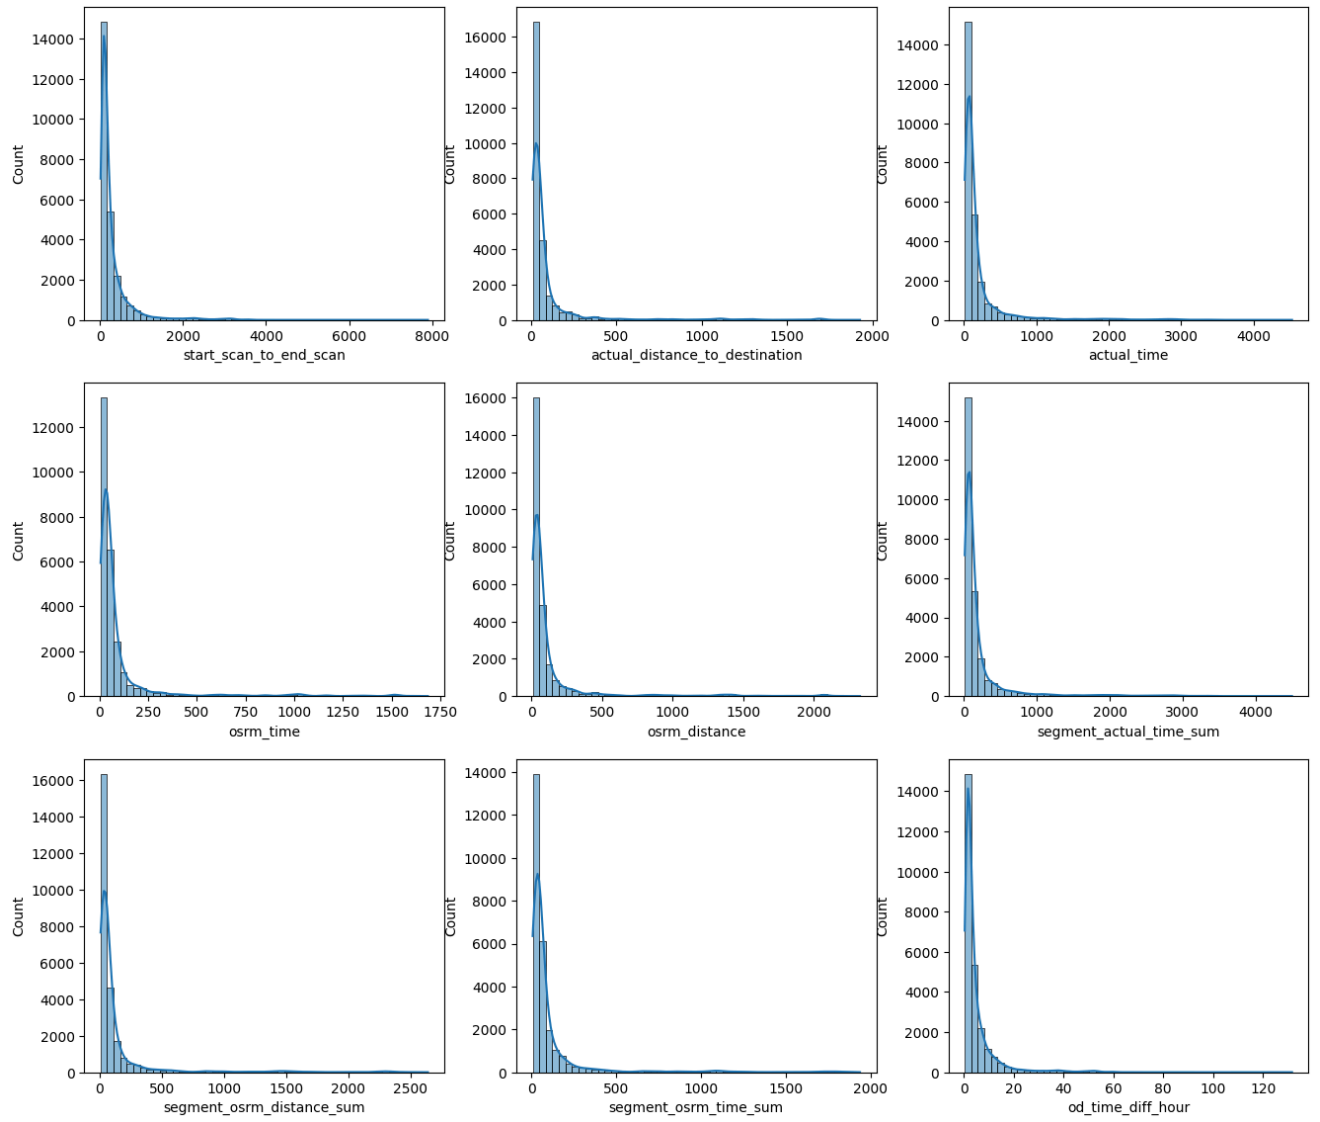 14000
12000
10000
8000
6000
4000
2000
0
Count
0 2000 4000 6000 8000
start_scan_to_end_scan
16000
14000
12000
10000
8000
6000
4000
2000
0
Count
0 500 1000 1500 2000
actual_distance_to_destination
14000
12000
10000
8000
6000
4000
2000
0
Count
0 1000 2000 3000 4000
actual_time
12000
10000
8000
6000
4000
2000
0
Count
0 250 500 750 1000 1250 1500 1750
osrm_time
16000
14000
12000
10000
8000
6000
4000
2000
0
Count
0 500 1000 1500 2000
osrm_distance
14000
12000
10000
8000
6000
4000
2000
0
Count
0 1000 2000 3000 4000
segment_actual_time_sum
16000
14000
12000
10000
8000
6000
4000
2000
0
Count
0 500 1000 1500 2000 2500
segment_osrm_distance_sum
14000
12000
10000
8000
6000
4000
2000
0
Count
0 500 1000 1500 2000
segment_osrm_time_sum
14000
12000
10000
8000
6000
4000
2000
0
Count
0 20 40 60 80 100 120
od_time_diff_hour